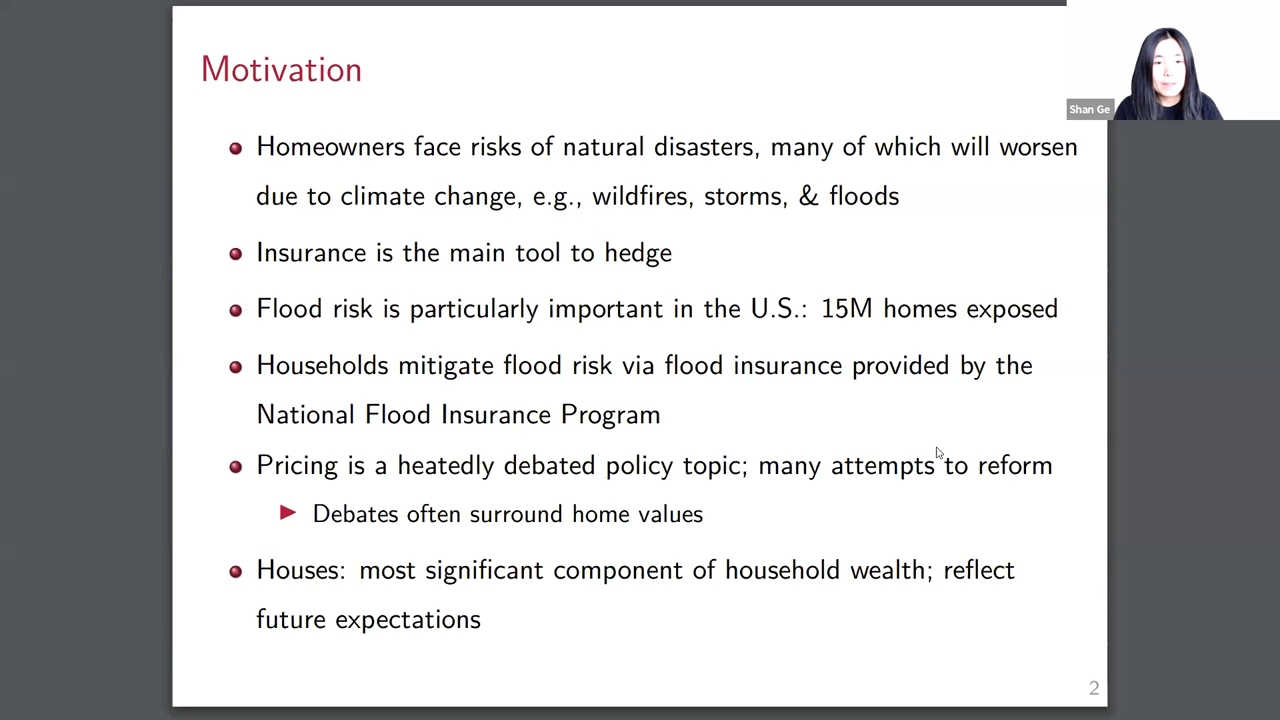 Motivation
Shan Ge
Homeowners face risks of natural disasters, many of which will worsen
due to climate change, e.g., wildfires, storms, & floods
Insurance is the main tool to hedge
Flood risk is particularly important in the U.S.: 15M homes exposed
Households mitigate flood risk via flood insurance provided by the
National Flood Insurance Program
Pricing is a heatedly debated policy topic; many attempts to reform
Debates often surround home values
Houses: most significant component of household wealth; reflect
future expectations
2